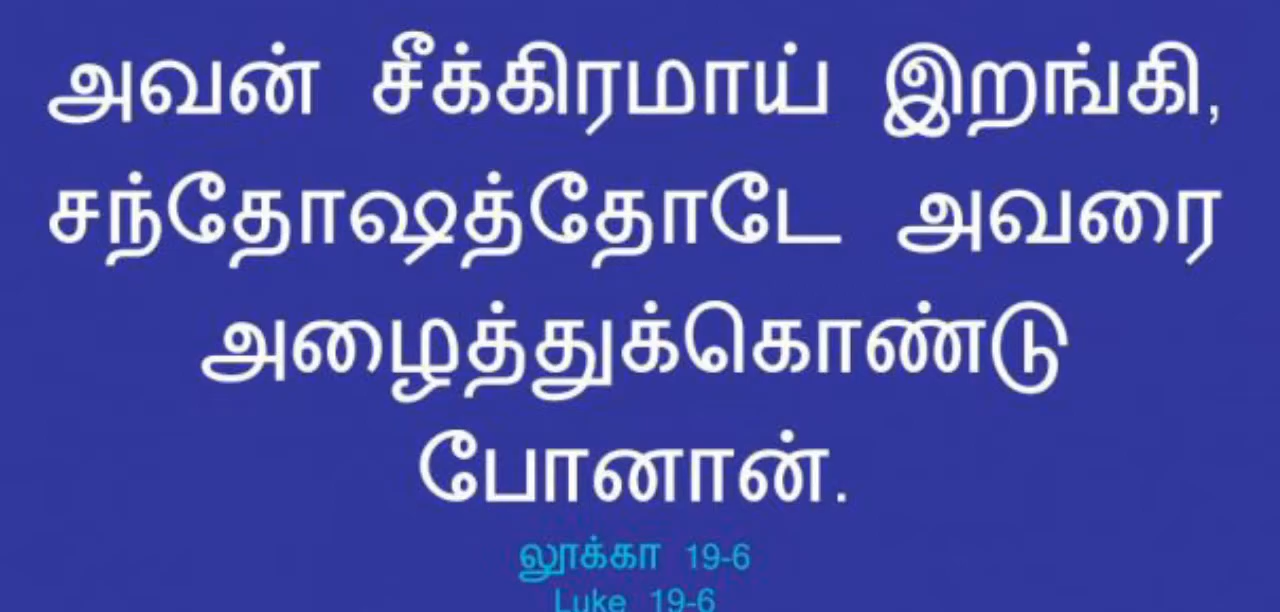 அவன் சீக்கிரமாய் இறங்கி,
சந்தோஷத்தோடே அவரை
அழைத்துக்கொண்டு
போனான்.
லூக்கா 19-6
Luke 19-6